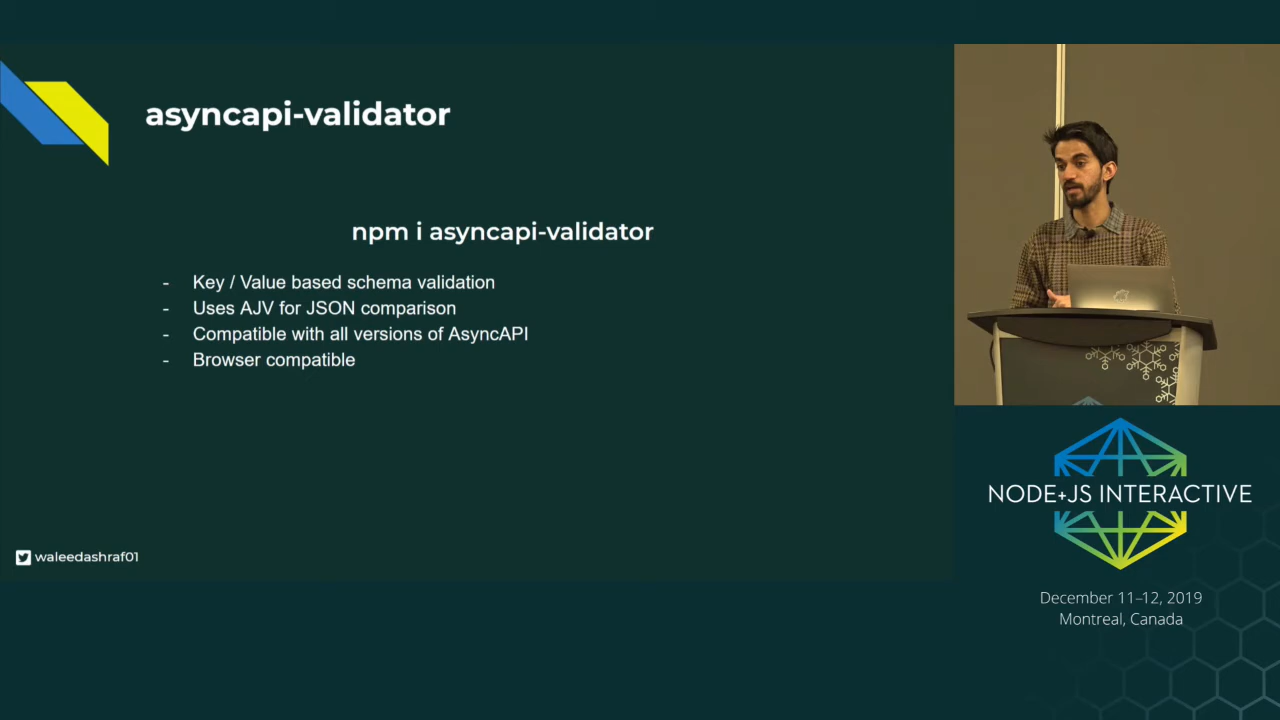 asyncapi-validator
npm i asyncapi-validator
- Key / Value based schema validation
- Uses AJV for JSON comparison
- Compatible with all versions of AsyncAPI
- Browser compatible
waleedashraf01
NODE+JS INTERACTIVE
December 11–12, 2019
Montreal, Canada